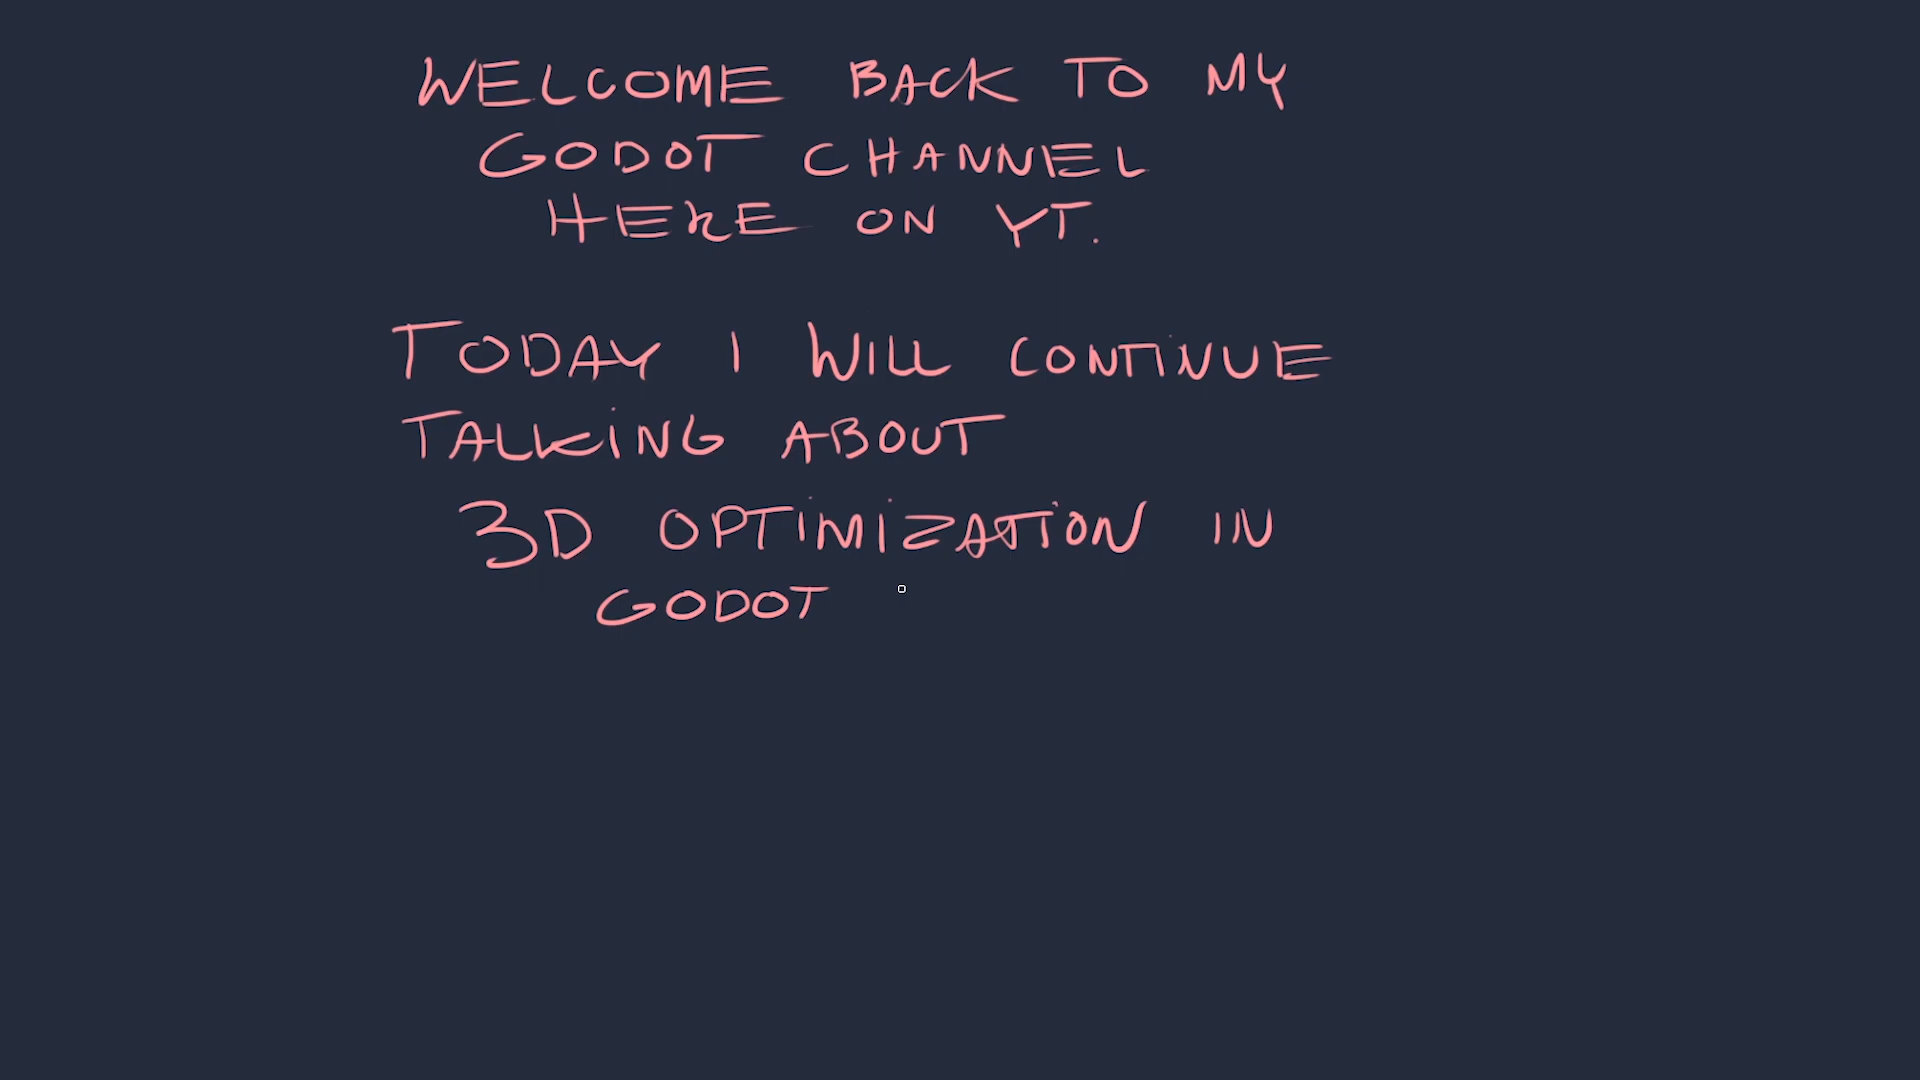 WELCOME BACK TO MY
GODOT CHANNEL
HERE ON YT.
TODAY I WILL CONTINUE
TALKING ABOUT
3D OPTIMIZATION IN
GODOT